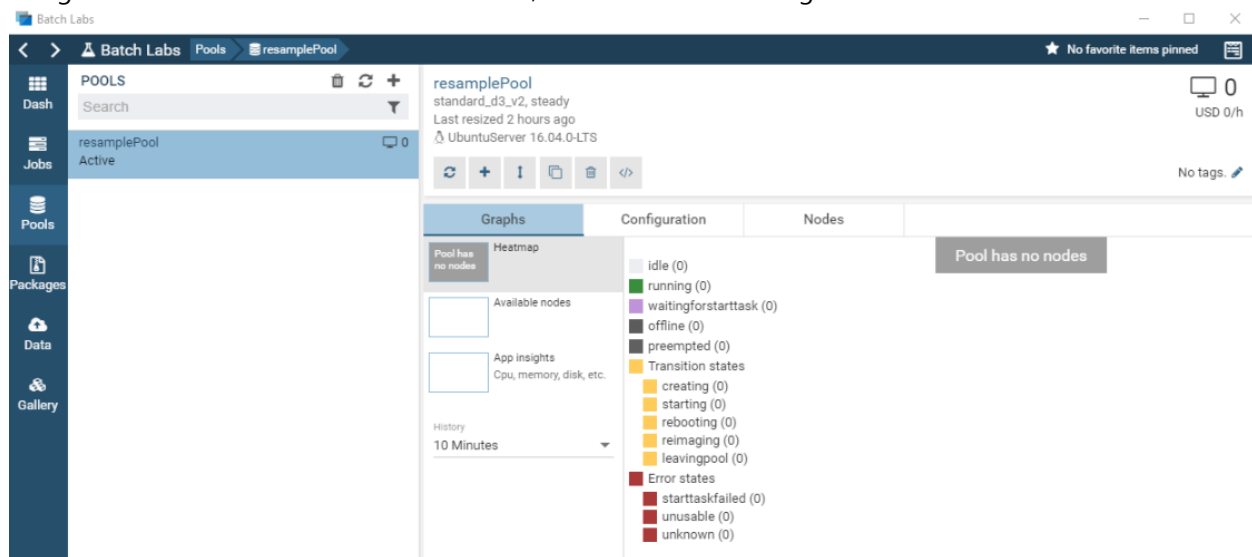 Batch Labs
Batch Labs Pools resamplePool
No favorite items pinned
Dash
Jobs
Pools
Packages
Data
Gallery
POOLS
Search
resamplePool 0
Active
resamplePool
standard_d3_v2, steady
Last resized 2 hours ago
UbuntuServer 16.04.0-LTS
0
USD 0/h
No tags.
Graphs Configuration Nodes
Pool has
no nodes
Heatmap
Available nodes
App insights
Cpu, memory, disk, etc.
History
10 Minutes
idle (0)
running (0)
waitingforstarttask (0)
offline (0)
preempted (0)
Transition states
creating (0)
starting (0)
rebooting (0)
reimaging (0)
leavingpool (0)
Error states
starttaskfailed (0)
unusable (0)
unknown (0)
Pool has no nodes